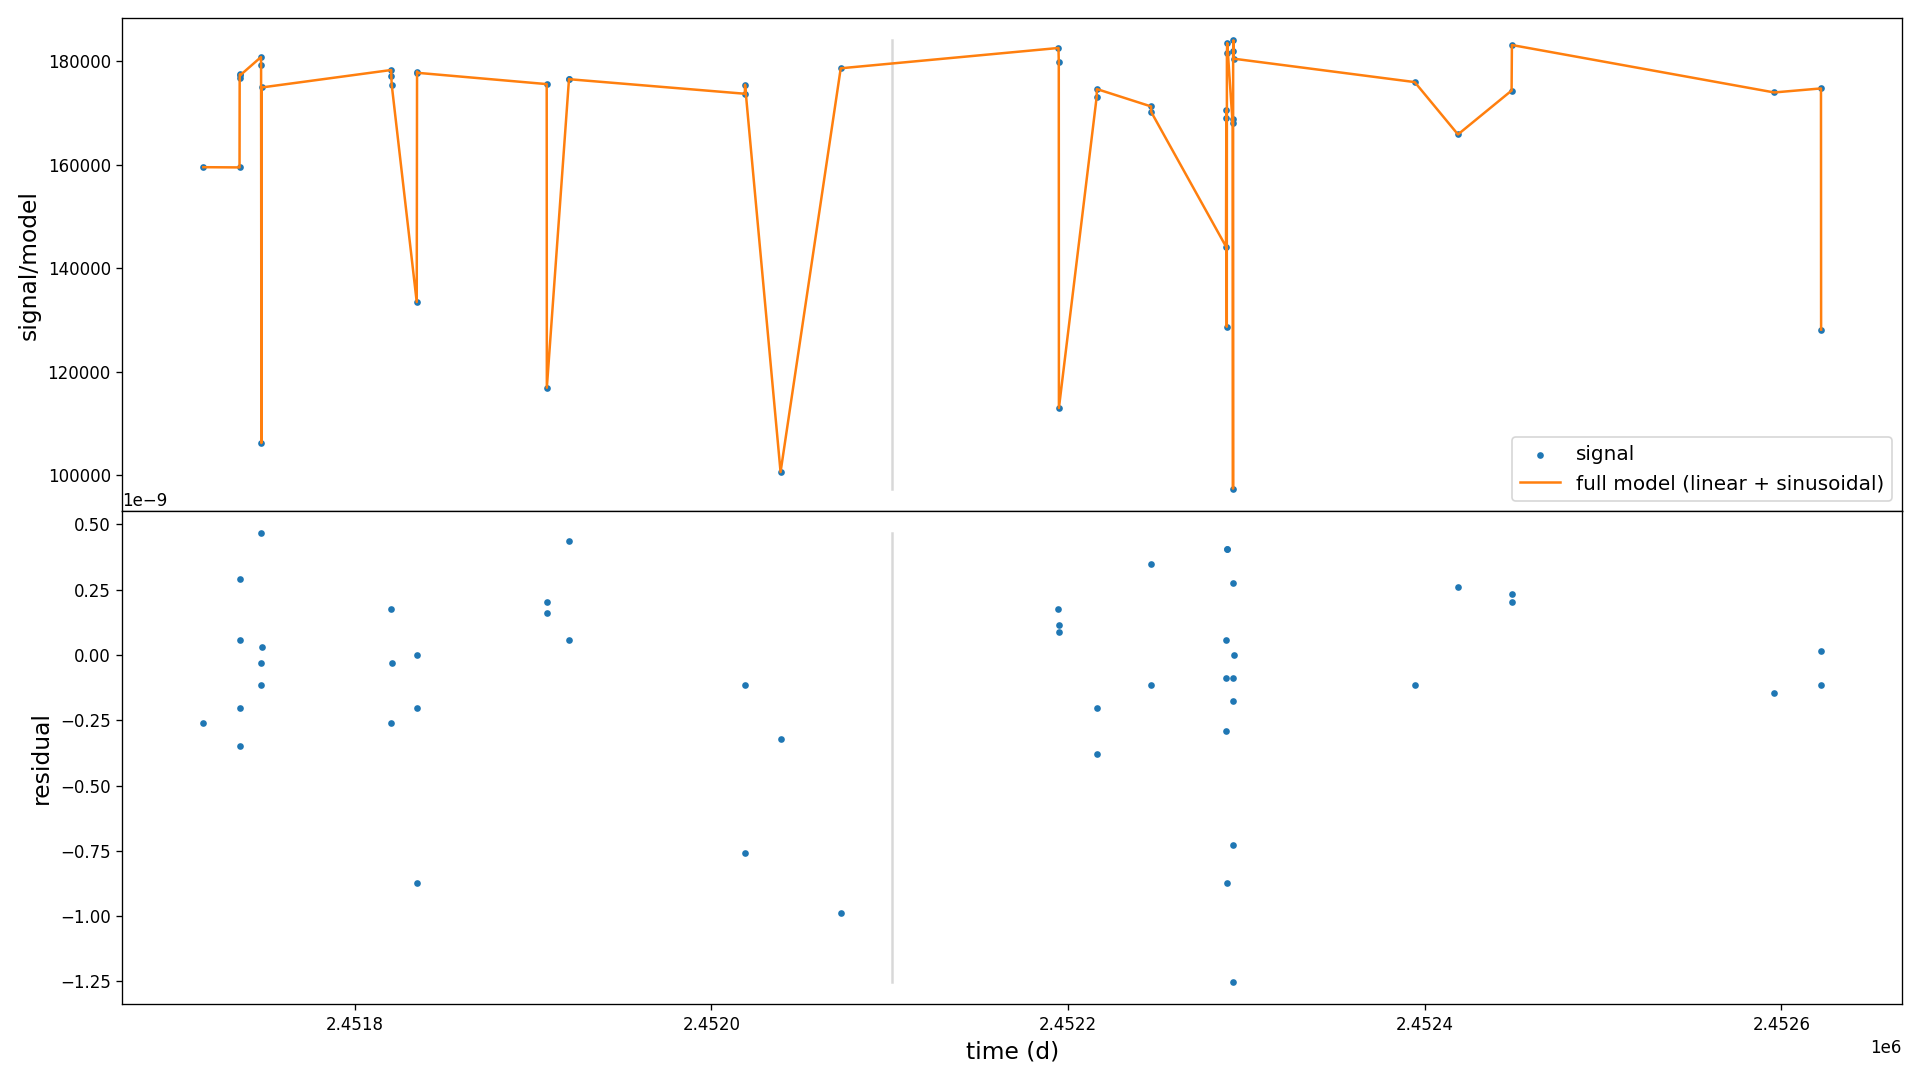 signal/model
180000
160000
140000
120000
100000
signal
full model (linear + sinusoidal)
1e−9
residual
0.50
0.25
0.00
−0.25
−0.50
−0.75
−1.00
−1.25
2.4518
2.4520
2.4522
2.4524
2.4526
time (d)
1e6